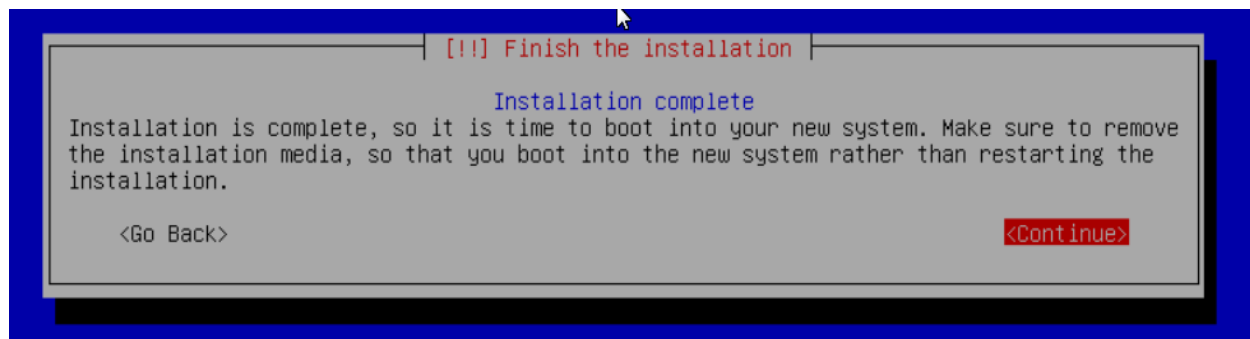 [!!] Finish the installation
Installation complete
Installation is complete, so it is time to boot into your new system. Make sure to remove
the installation media, so that you boot into the new system rather than restarting the
installation.
<Go Back> <Continue>